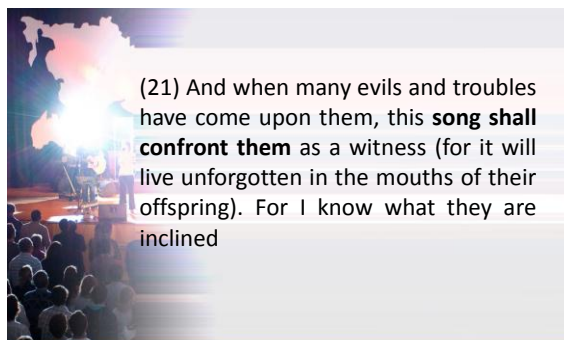 (21) And when many evils and troubles
have come upon them, this song shall
confront them as a witness (for it will
live unforgotten in the mouths of their
offspring). For I know what they are
inclined